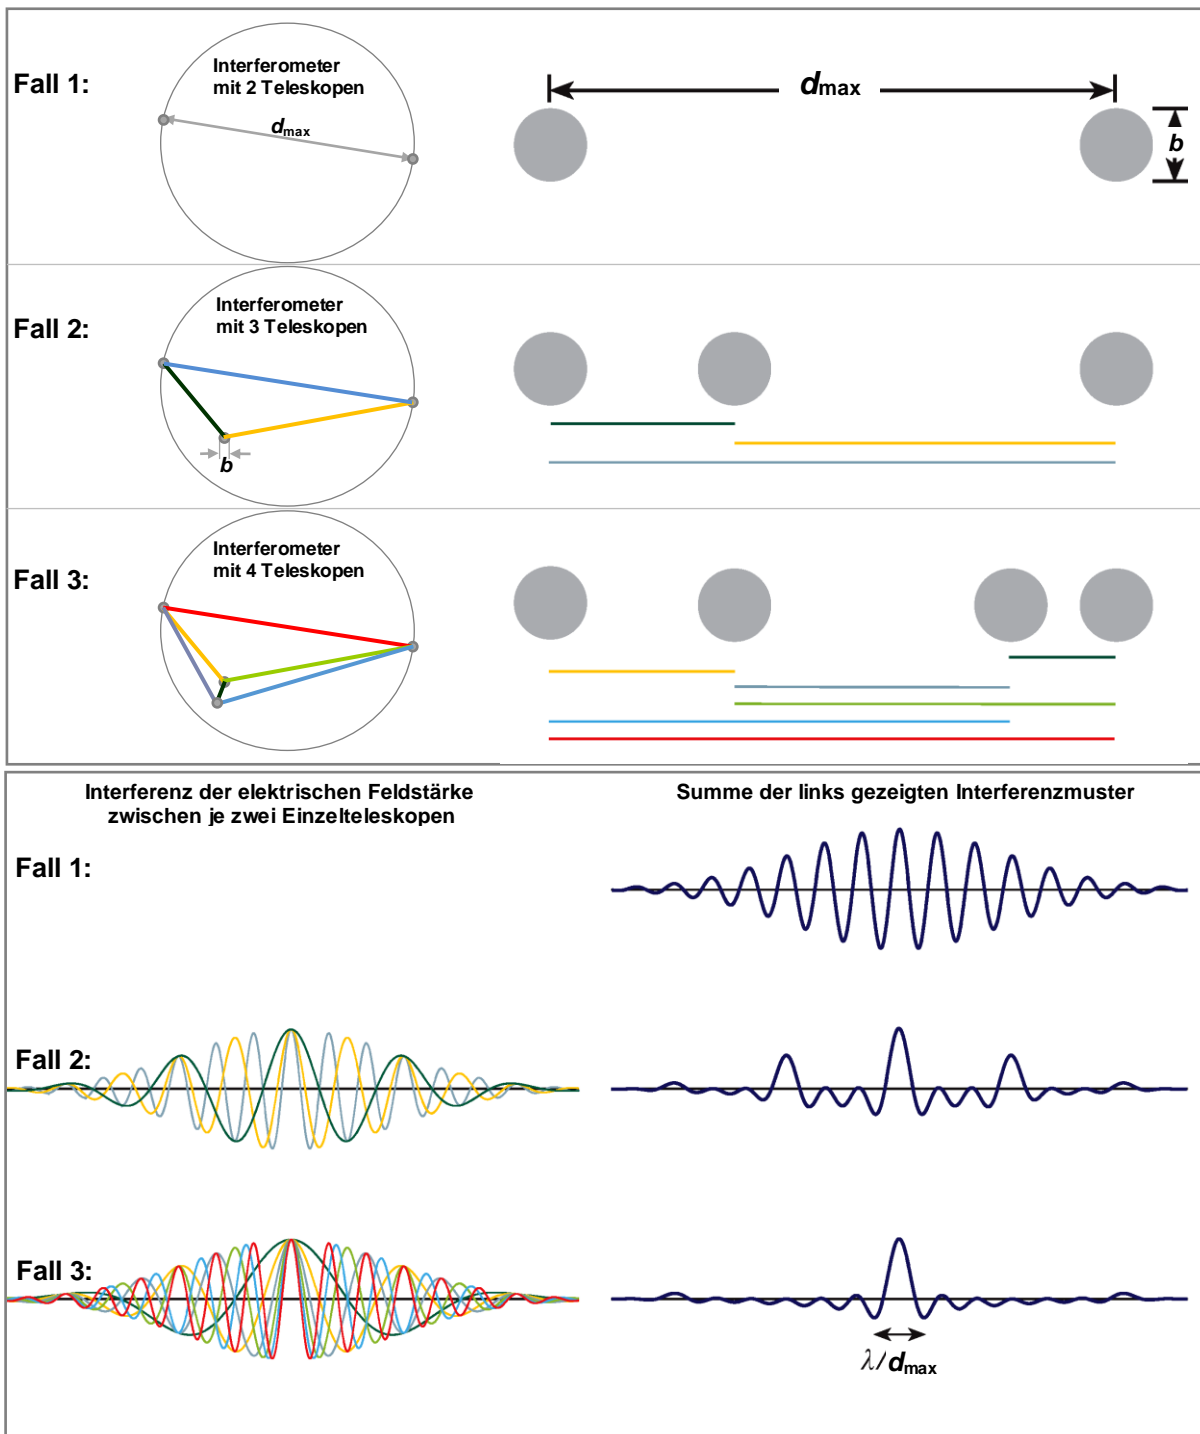 Fall 1:
Interferometer
mit 2 Teleskopen
dmax
dmax
b
Fall 2:
Interferometer
mit 3 Teleskopen
b
Fall 3:
Interferometer
mit 4 Teleskopen
Interferenz der elektrischen Feldstärke
zwischen je zwei Einzelteleskopen
Summe der links gezeigten Interferenzmuster
Fall 1:
Fall 2:
Fall 3:
λ/dmax